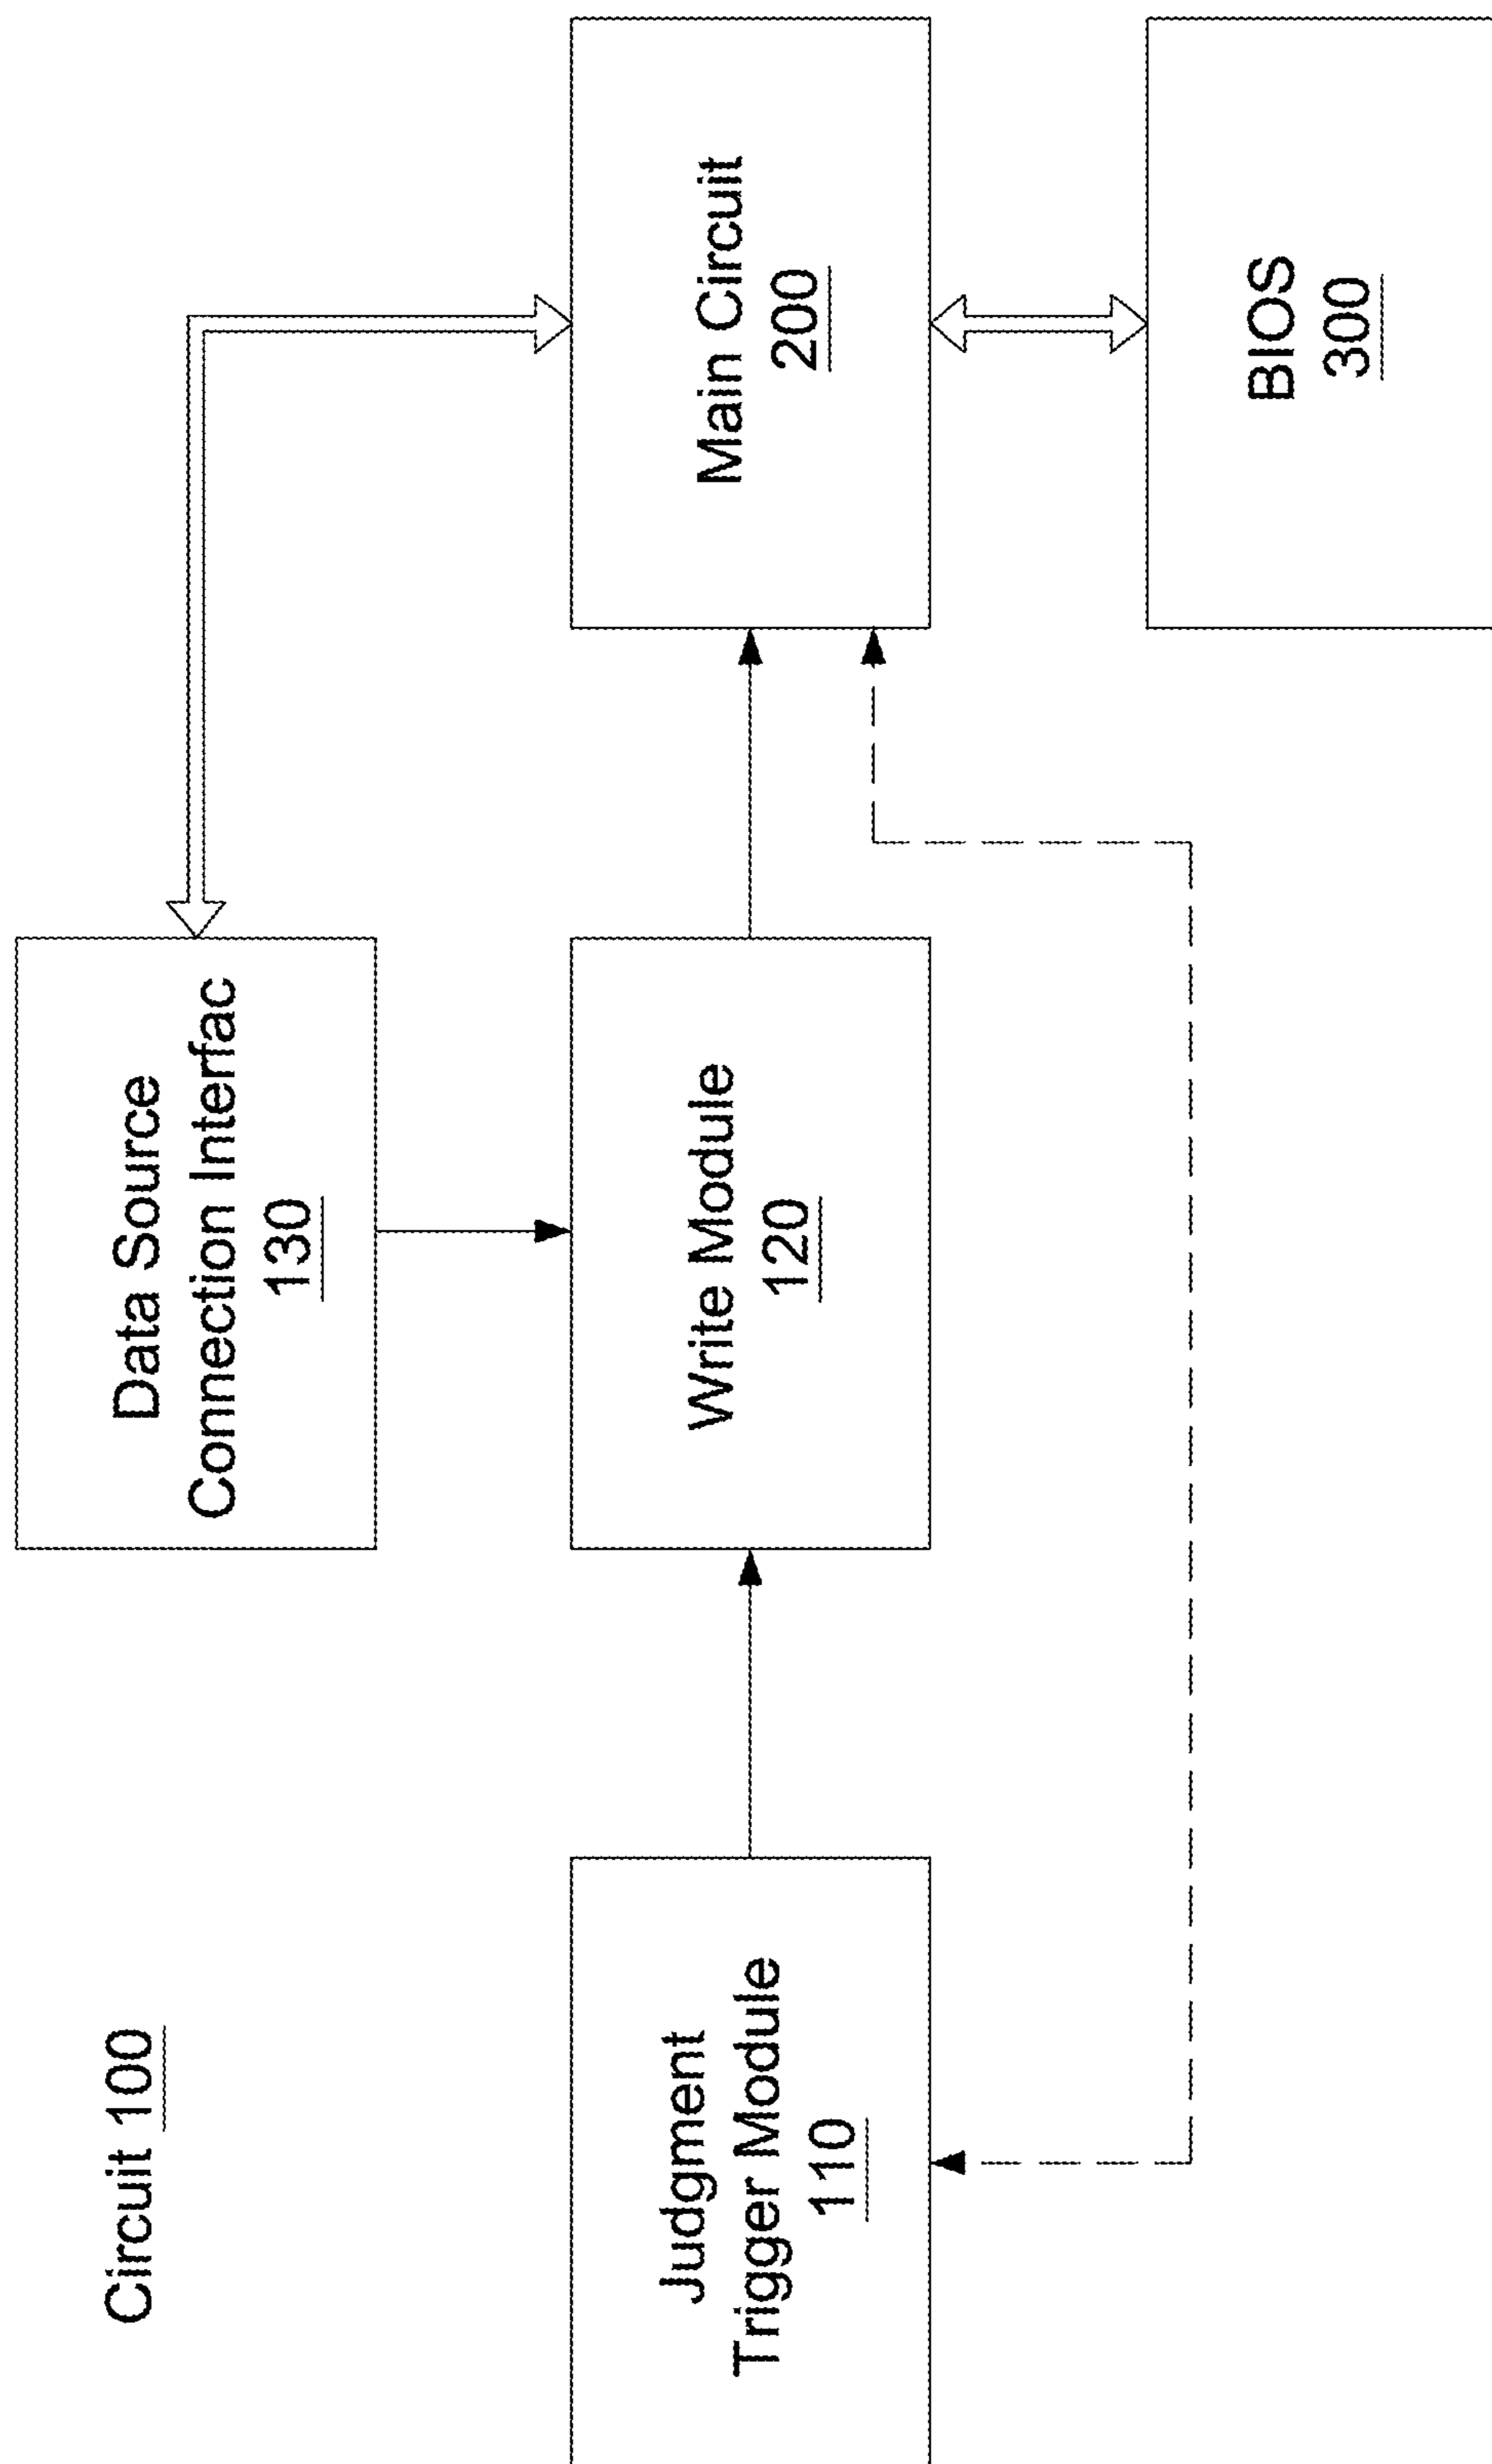 Circuit 100
Data Source
Connection Interfac
130
Judgment
Trigger Module
110
Write Module
120
Main Circuit
200
BIOS
300